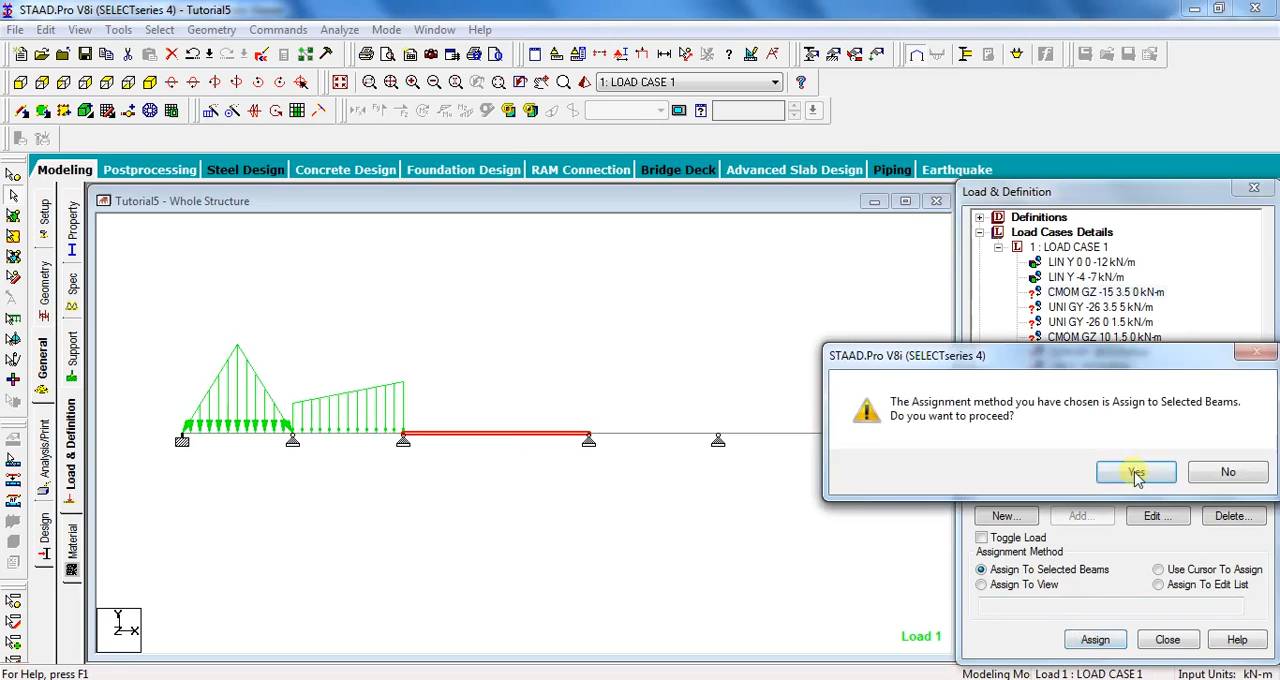 STAAD.Pro V8i (SELECTseries 4) - Tutorial5
File Edit View Tools Select Geometry Commands Analyze Mode Window Help
1: LOAD CASE 1
Modeling Postprocessing Steel Design Concrete Design Foundation Design RAM Connection Bridge Deck Advanced Slab Design Piping Earthquake
Setup
Geometry
General
Analysis/Print
Design
Property
Spec
Support
Load & Definition
Material
Tutorial5 - Whole Structure
Load 1
Load & Definition
Definitions
Load Cases Details
1 : LOAD CASE 1
LIN Y 0 0 -12 kN/m
LIN Y -4 -7 kN/m
CMOM GZ -15 3.5 0 kN-m
UNI GY -26 3.5 5 kN/m
UNI GY -26 0 1.5 kN/m
CMOM GZ 10 1.5 0 kN-m
STAAD.Pro V8i (SELECTseries 4)
The Assignment method you have chosen is Assign to Selected Beams.
Do you want to proceed?
Yes No
New... Add... Edit ... Delete...
Toggle Load
Assignment Method
Assign To Selected Beams Use Cursor To Assign
Assign To View Assign To Edit List
Assign Close Help
Y
Z X
For Help, press F1
Modeling Mo Load 1 : LOAD CASE 1 Input Units: kN-m